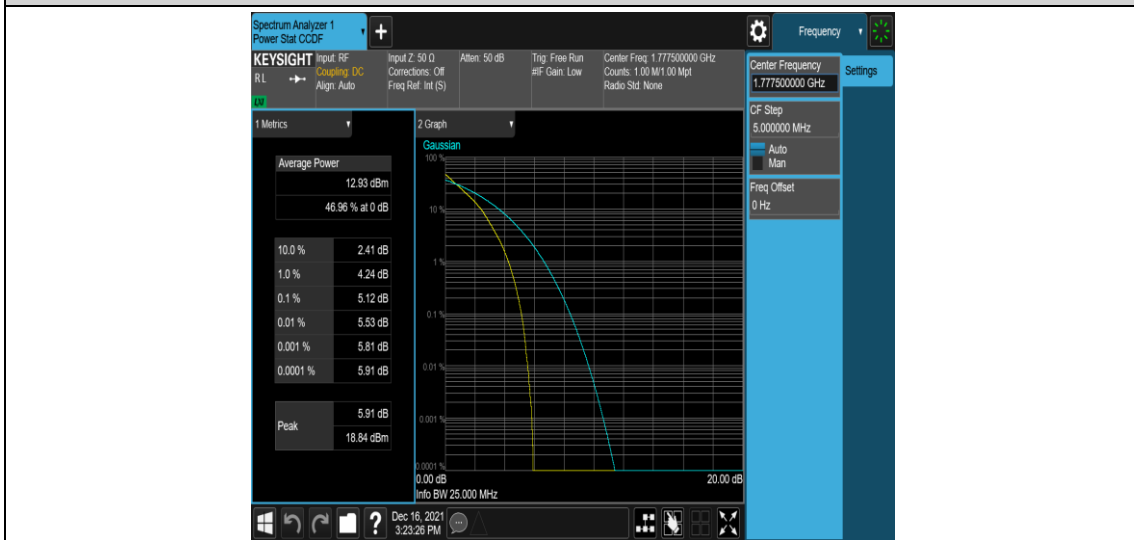 Spectrum Analyzer 1
Power Stat CCDF
+
Frequency
KEYSIGHT
RL
LXI
Input: RF
Coupling: DC
Align: Auto
Input Z: 50 Ω
Corrections: Off
Freq Ref: Int (S)
Atten: 50 dB
Trig: Free Run
#IF Gain: Low
Center Freq: 1.777500000 GHz
Counts: 1.00 M/1.00 Mpt
Radio Std: None
Center Frequency
1.777500000 GHz
Settings
CF Step
5.000000 MHz
Auto
Man
Freq Offset
0 Hz
1 Metrics
Average Power
12.93 dBm
46.96 % at 0 dB
10.0 % 2.41 dB
1.0 % 4.24 dB
0.1 % 5.12 dB
0.01 % 5.53 dB
0.001 % 5.81 dB
0.0001 % 5.91 dB
Peak
5.91 dB
18.84 dBm
2 Graph
Gaussian
100 %
10 %
1 %
0.1 %
0.01 %
0.001 %
0.0001 %
0.00 dB 20.00 dB
Info BW 25.000 MHz
?
Dec 16, 2021
3:23:26 PM